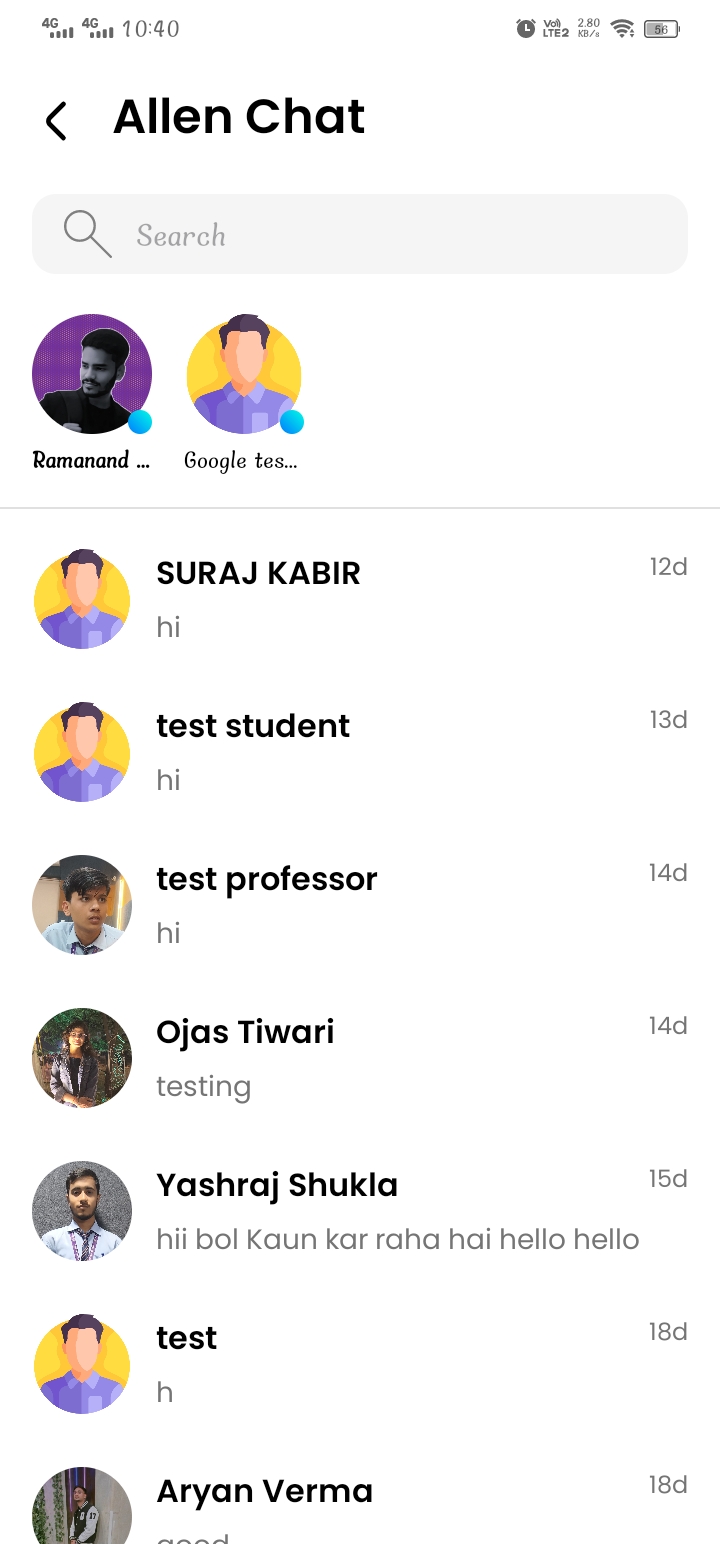 4G 4G 10:40 Vo) LTE2 2.80 KB/s 56
Allen Chat
Search
Ramanand ... Google tes...
SURAJ KABIR 12d
hi
test student 13d
hi
test professor 14d
hi
Ojas Tiwari 14d
testing
Yashraj Shukla 15d
hii bol Kaun kar raha hai hello hello
test 18d
h
Aryan Verma 18d
good